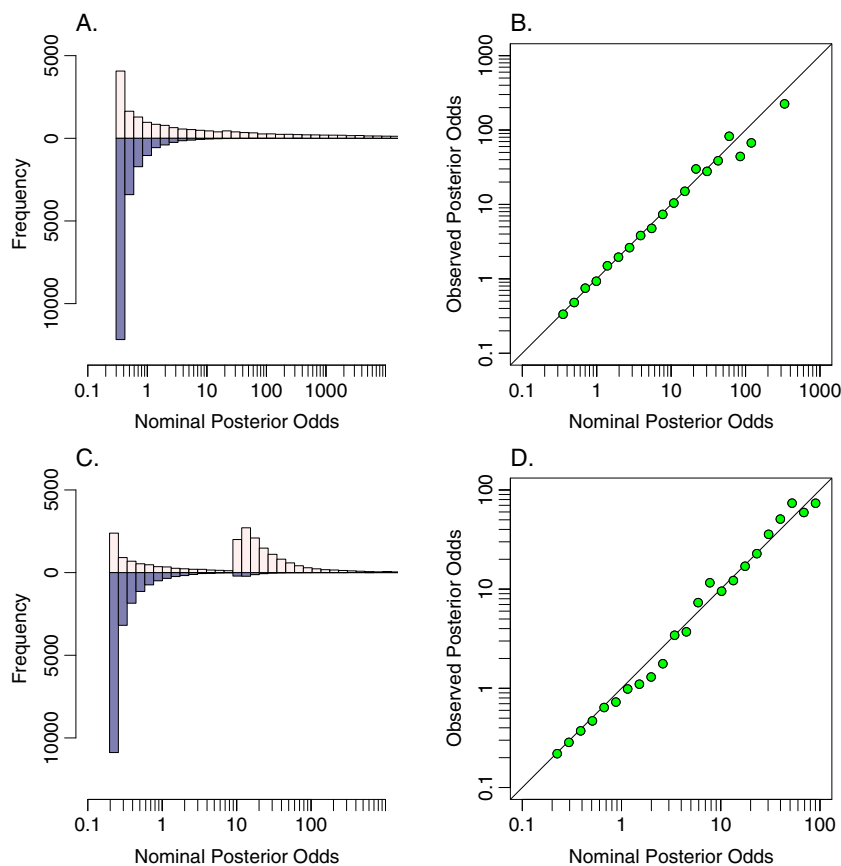 A.
5000
0
5000
10000
Frequency
0.1 1 10 100 1000
Nominal Posterior Odds
B.
1000
100
10
1
0.1
Observed Posterior Odds
0.1 1 10 100 1000
Nominal Posterior Odds
C.
5000
0
5000
10000
Frequency
0.1 1 10 100
Nominal Posterior Odds
D.
100
10
1
0.1
Observed Posterior Odds
0.1 1 10 100
Nominal Posterior Odds